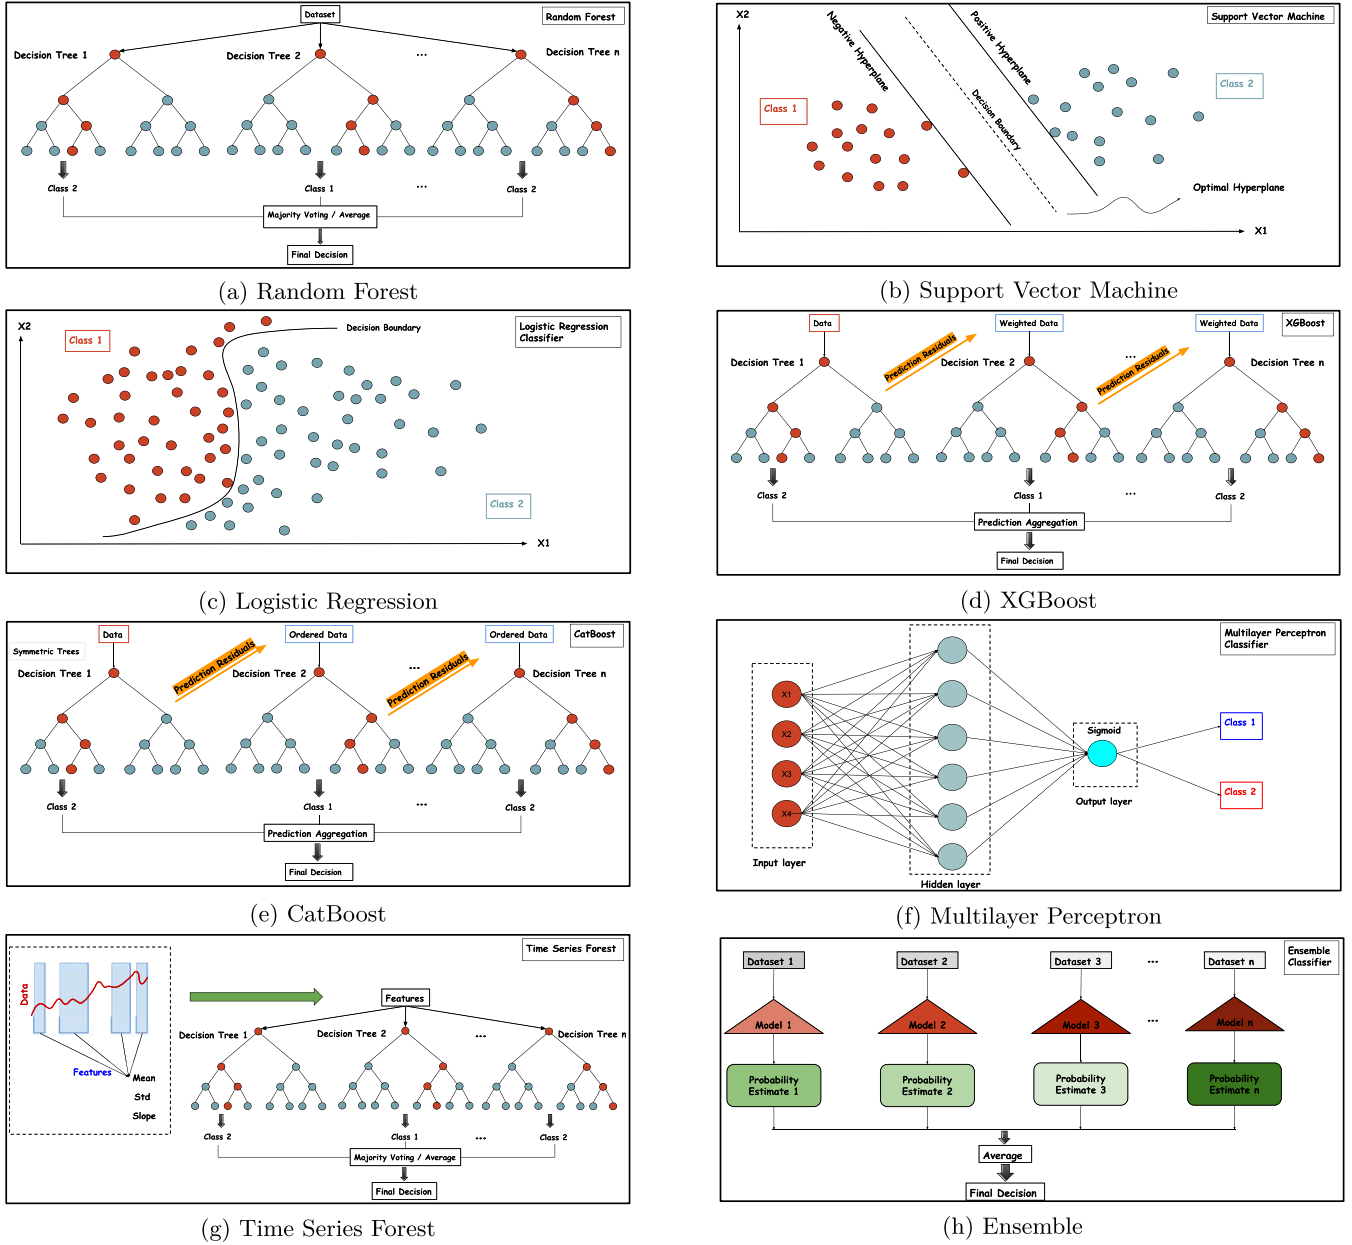 Dataset
Random Forest
Decision Tree 1
Decision Tree 2
...
Decision Tree n
Class 2
Class 1
...
Class 2
Majority Voting / Average
Final Decision
(a) Random Forest
X2
Support Vector Machine
Negative Hyperplane
Positive Hyperplane
Decision Boundary
Class 1
Class 2
Optimal Hyperplane
X1
(b) Support Vector Machine
X2
Class 1
Decision Boundary
Logistic Regression
Classifier
Class 2
X1
(c) Logistic Regression
Data
Weighted Data
Weighted Data
XGBoost
Prediction Residuals
Prediction Residuals
Decision Tree 1
Decision Tree 2
...
Decision Tree n
Class 2
Class 1
...
Class 2
Prediction Aggregation
Final Decision
(d) XGBoost
Data
Ordered Data
Ordered Data
CatBoost
Symmetric Trees
Prediction Residuals
Prediction Residuals
Decision Tree 1
Decision Tree 2
...
Decision Tree n
Class 2
Class 1
...
Class 2
Prediction Aggregation
Final Decision
(e) CatBoost
Multilayer Perceptron
Classifier
X1
X2
X3
X4
Input layer
Hidden layer
Sigmoid
Output layer
Class 1
Class 2
(f) Multilayer Perceptron
Time Series Forest
Data
Features
Mean
Std
Slope
Features
Decision Tree 1
Decision Tree 2
...
Decision Tree n
Class 2
Class 1
...
Class 2
Majority Voting / Average
Final Decision
(g) Time Series Forest
Ensemble
Classifier
Dataset 1
Dataset 2
Dataset 3
...
Dataset n
Model 1
Model 2
Model 3
...
Model n
Probability
Estimate 1
Probability
Estimate 2
Probability
Estimate 3
Probability
Estimate n
Average
Final Decision
(h) Ensemble